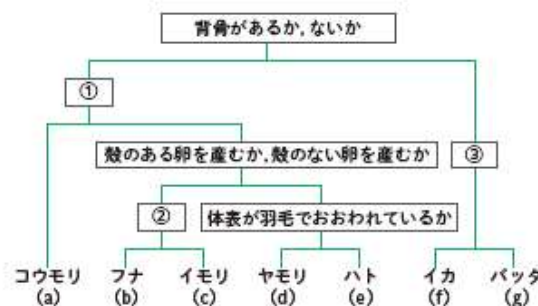 背骨があるか,ないか
①
殻のある卵を産むか,殻のない卵を産むか
③
②
体表が羽毛でおおわれているか
コウモリ フナ イモリ ヤモリ ハト イカ バッタ
(a) (b) (c) (d) (e) (f) (g)